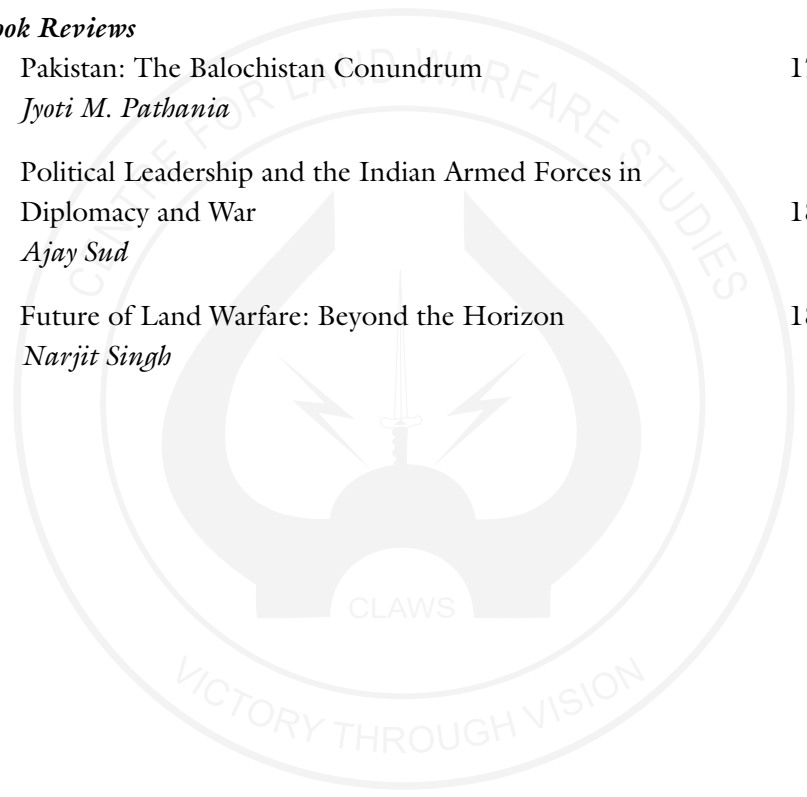 ook Reviews
Pakistan: The Balochistan Conundrum
Jyoti M. Pathania
Political Leadership and the Indian Armed Forces in
Diplomacy and War
Ajay Sud
Future of Land Warfare: Beyond the Horizon
Narjit Singh
CENTRE FOR LAND WARFARE STUDIES
CLAWS
VICTORY THROUGH VISION